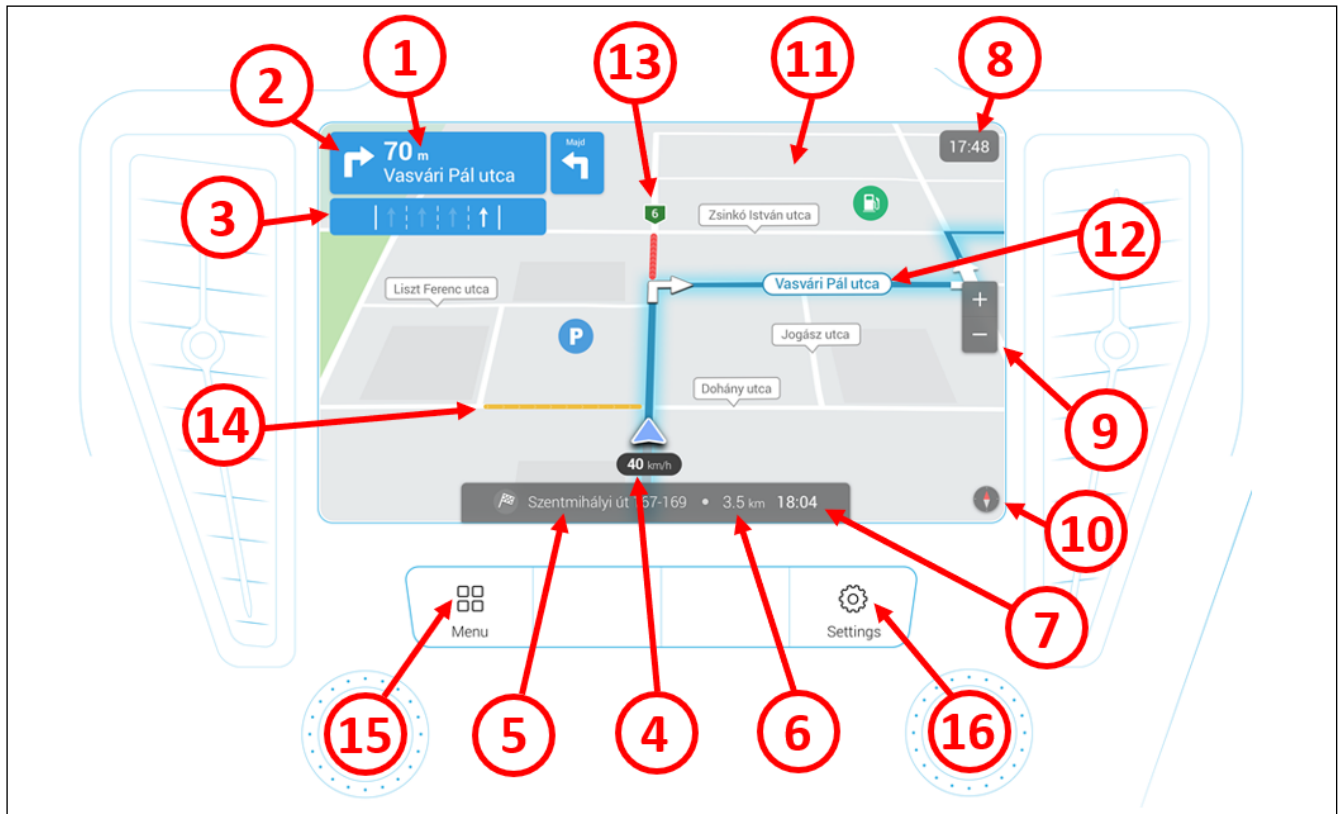 1
2
13
11
8
70 m
Vasvári Pál utca
Majd
17:48
3
6
Zsinkó István utca
12
Liszt Ferenc utca
Vasvári Pál utca
+
−
P
Jogász utca
Dohány utca
14
9
40 km/h
Szentmihályi út 157-169 • 3.5 km 18:04
10
Menu
Settings
7
15
5
4
6
16